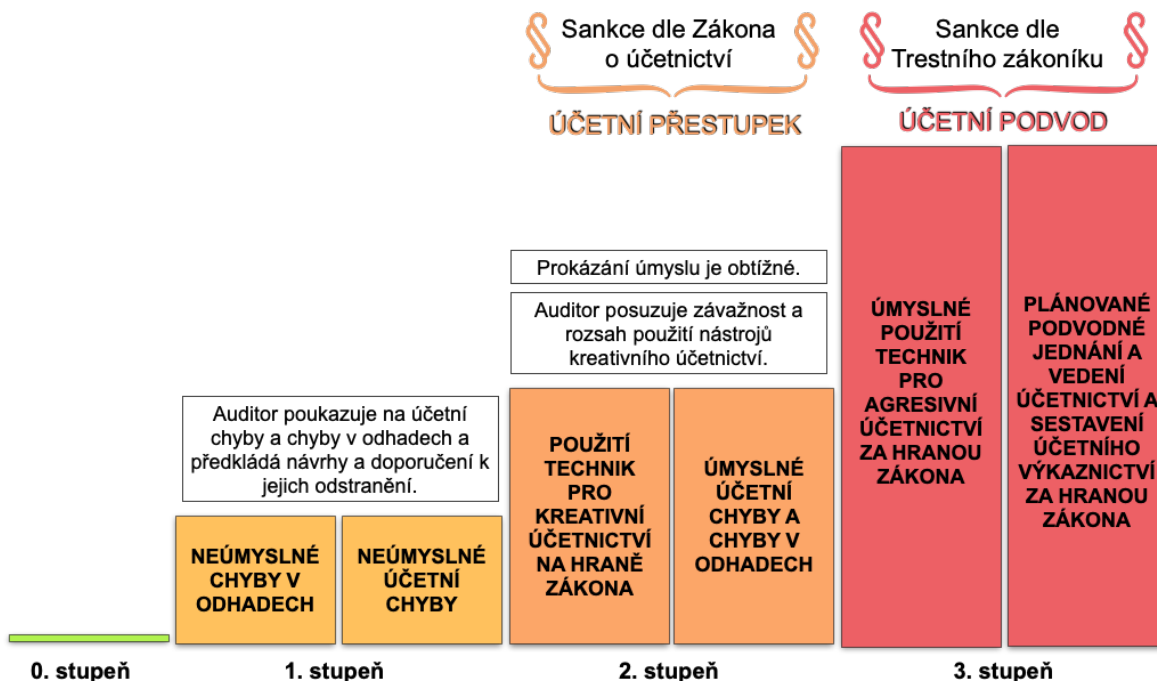 Sankce dle Zákona
o účetnictví
ÚČETNÍ PŘESTUPEK
Sankce dle
Trestního zákoníku
ÚČETNÍ PODVOD
Prokázání úmyslu je obtížné.
Auditor posuzuje závažnost a
rozsah použití nástrojů
kreativního účetnictví.
Auditor poukazuje na účetní
chyby a chyby v odhadech a
předkládá návrhy a doporučení k
jejich odstranění.
NEÚMYSLNÉ
CHYBY V
ODHADECH
NEÚMYSLNÉ
ÚČETNÍ
CHYBY
POUŽITÍ
TECHNIK
PRO
KREATIVNÍ
ÚČETNICTVÍ
NA HRANĚ
ZÁKONA
ÚMYSLNÉ
ÚČETNÍ
CHYBY A
CHYBY V
ODHADECH
ÚMYSLNÉ
POUŽITÍ
TECHNIK
PRO
AGRESIVNÍ
ÚČETNICTVÍ
ZA HRANOU
ZÁKONA
PLÁNOVANÉ
PODVODNÉ
JEDNÁNÍ A
VEDENÍ
ÚČETNICTVÍ A
SESTAVENÍ
ÚČETNÍHO
VÝKAZNICTVÍ
ZA HRANOU
ZÁKONA
0. stupeň
1. stupeň
2. stupeň
3. stupeň